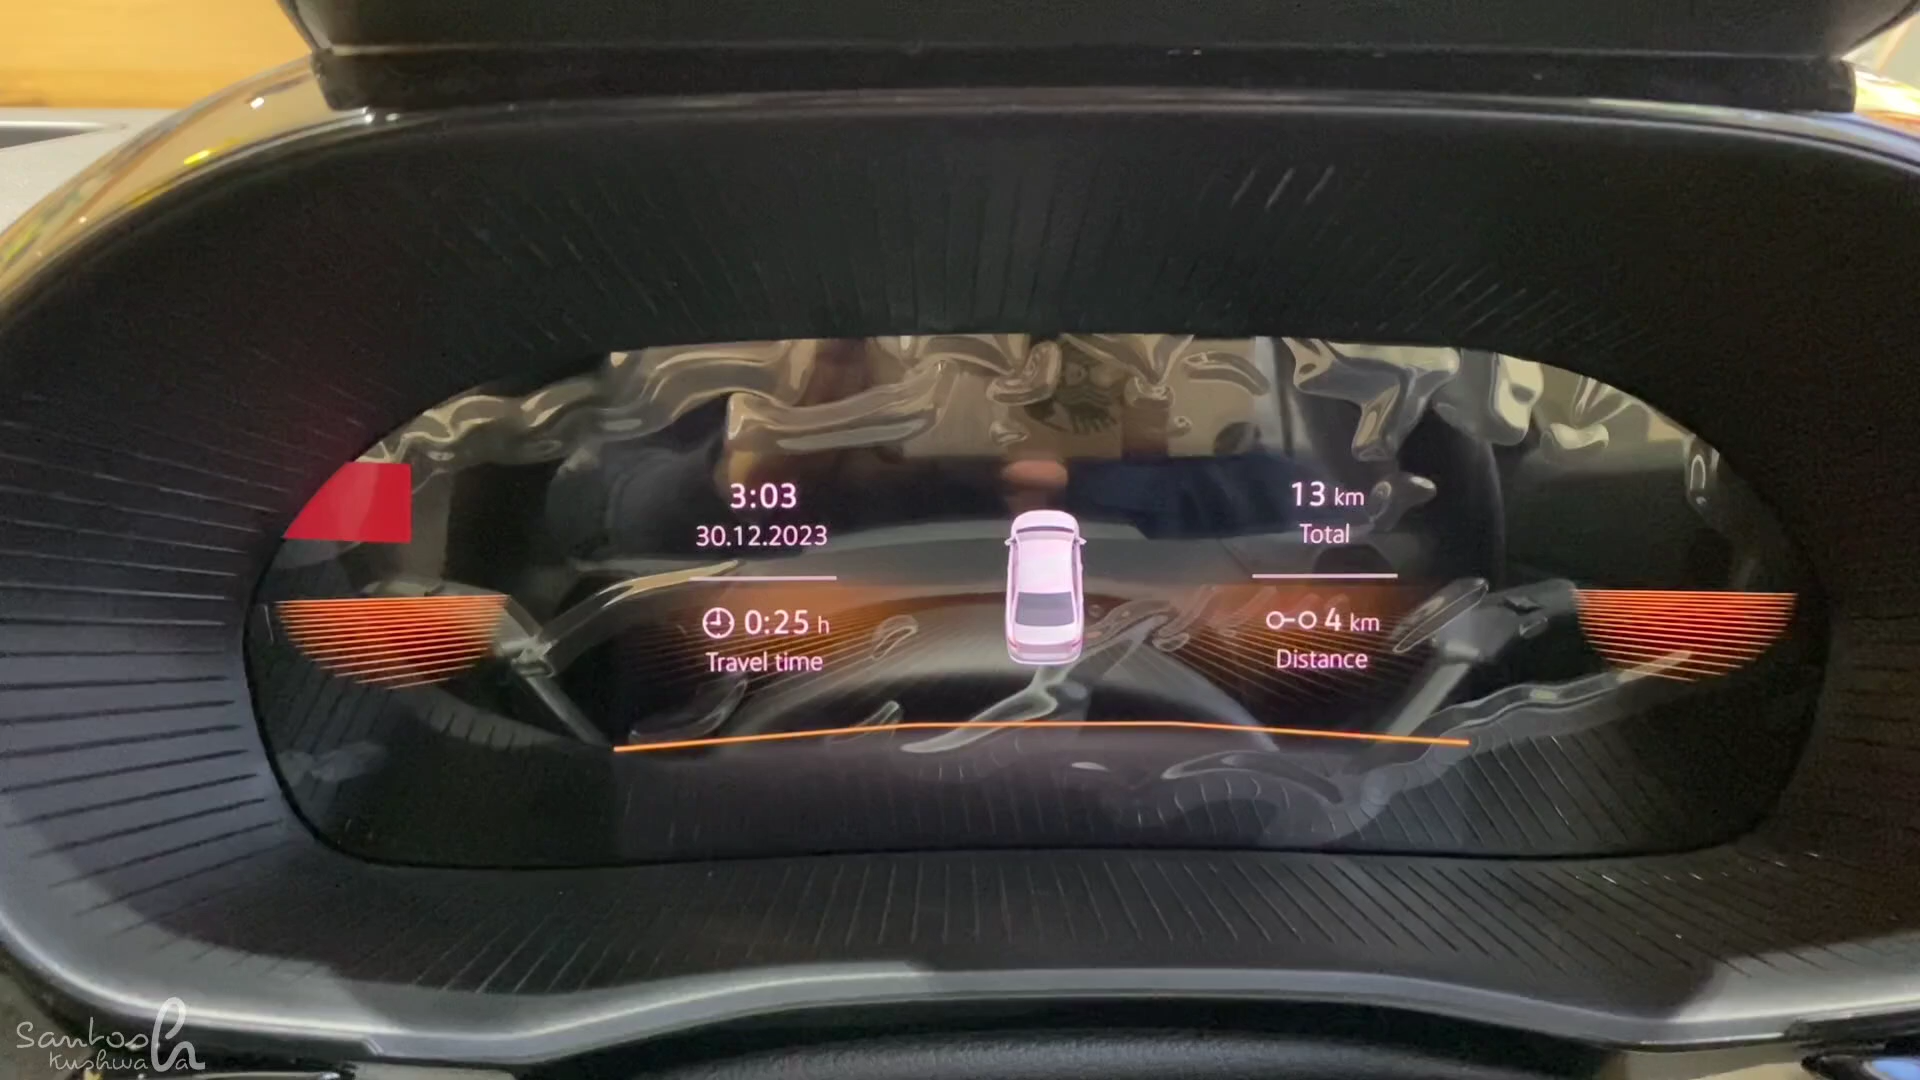 3:03
30.12.2023
0:25 h
Travel time
13 km
Total
4 km
Distance
Santosh
Kushwaha